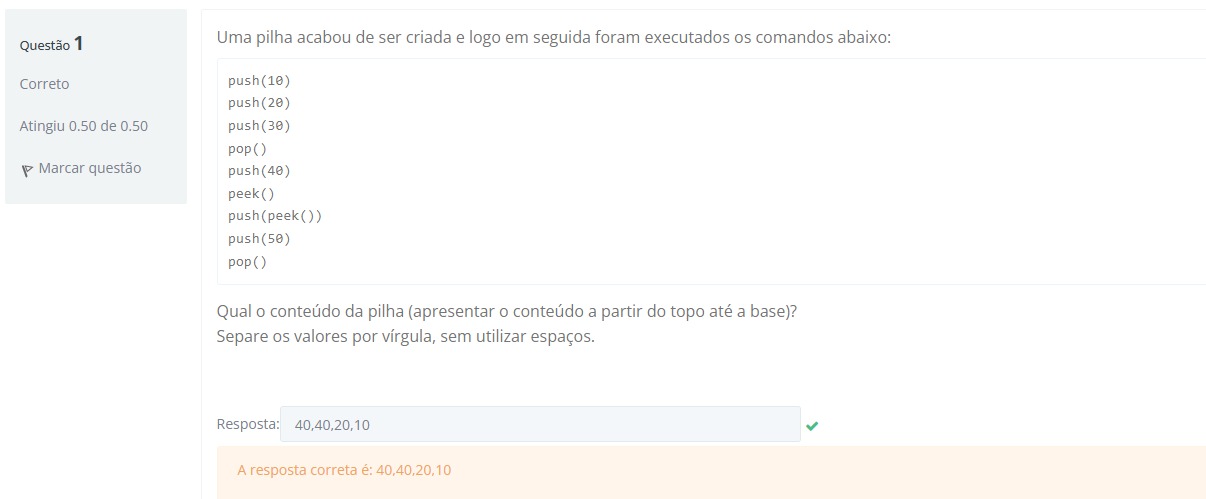 Questão 1
Correto
Atingiu 0.50 de 0.50
Marcar questão
Uma pilha acabou de ser criada e logo em seguida foram executados os comandos abaixo:
push(10)
push(20)
push(30)
pop()
push(40)
peek()
push(peek())
push(50)
pop()
Qual o conteúdo da pilha (apresentar o conteúdo a partir do topo até a base)?
Separe os valores por vírgula, sem utilizar espaços.
Resposta: 40,40,20,10
A resposta correta é: 40,40,20,10